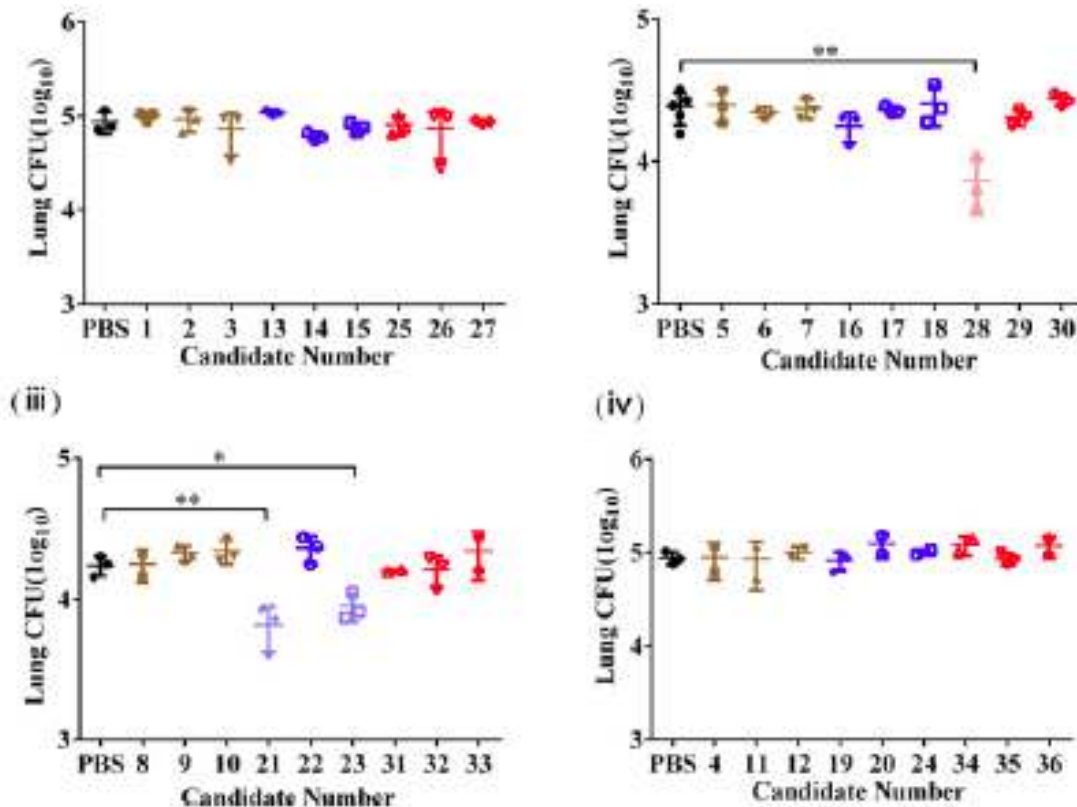 6
5
4
3
Lung CFU(log10)
PBS 1 2 3 13 14 15 25 26 27
Candidate Number
5
**
4
3
Lung CFU(log10)
PBS 5 6 7 16 17 18 28 29 30
Candidate Number
(iii)
5
*
**
4
3
Lung CFU(log10)
PBS 8 9 10 21 22 23 31 32 33
Candidate Number
(iv)
6
5
4
3
Lung CFU(log10)
PBS 4 11 12 19 20 24 34 35 36
Candidate Number